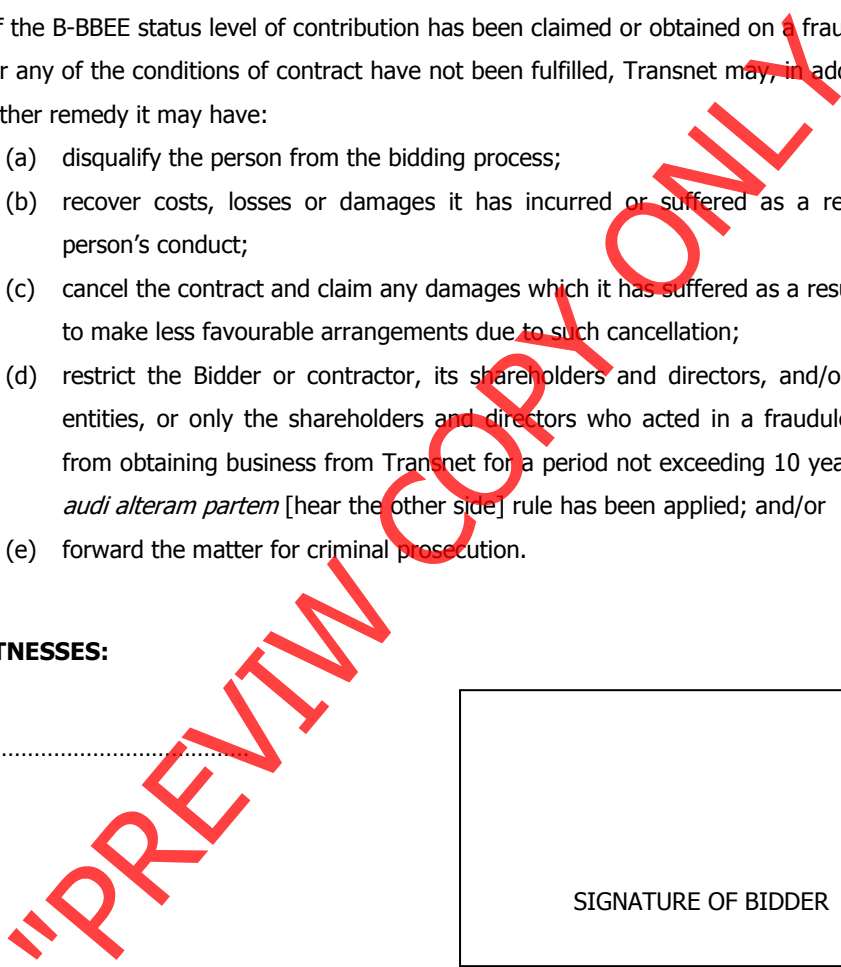 f the B-BBEE status level of contribution has been claimed or obtained on a frau
r any of the conditions of contract have not been fulfilled, Transnet may, in add
ther remedy it may have:
(a) disqualify the person from the bidding process;
(b) recover costs, losses or damages it has incurred or suffered as a re
person's conduct;
(c) cancel the contract and claim any damages which it has suffered as a resu
to make less favourable arrangements due to such cancellation;
(d) restrict the Bidder or contractor, its shareholders and directors, and/o
entities, or only the shareholders and directors who acted in a fraudule
from obtaining business from Transnet for a period not exceeding 10 yea
audi alteram partem [hear the other side] rule has been applied; and/or
(e) forward the matter for criminal prosecution.
TNESSES:
..........................................
SIGNATURE OF BIDDER
"PREVIW COPY ONLY